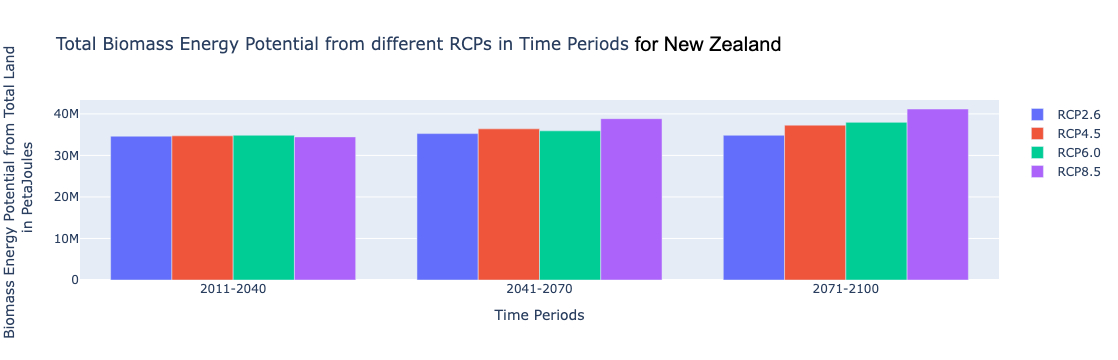 Total Biomass Energy Potential from different RCPs in Time Periods for New Zealand
Biomass Energy Potential from Total Land
in PetaJoules
40M
30M
20M
10M
0
2011-2040
2041-2070
2071-2100
Time Periods
RCP2.6
RCP4.5
RCP6.0
RCP8.5